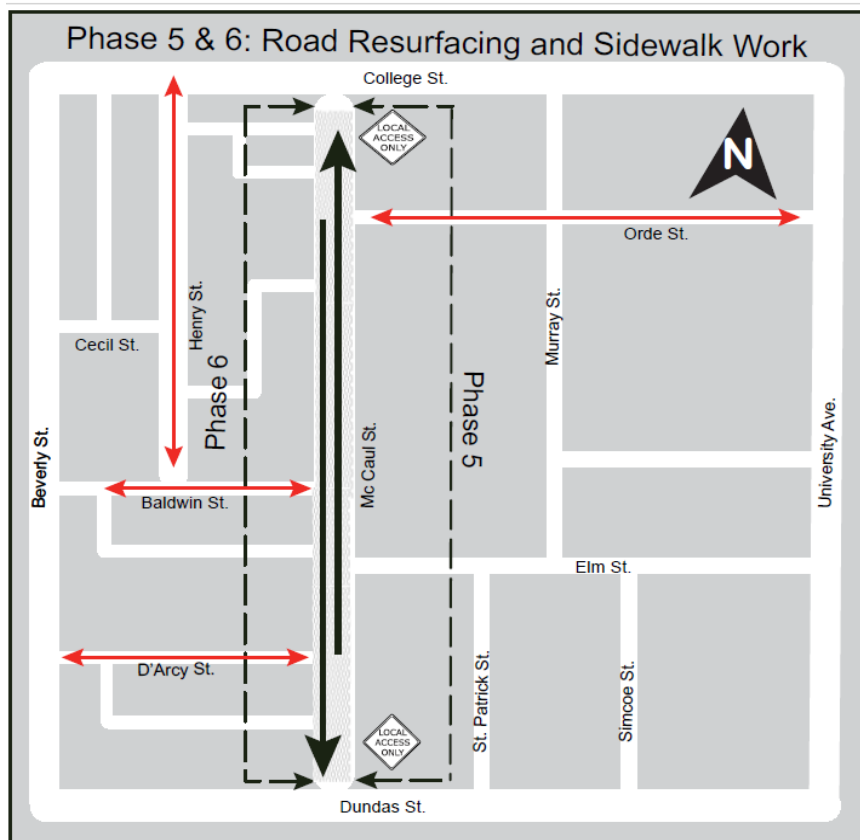 Phase 5 & 6: Road Resurfacing and Sidewalk Work
College St.
LOCAL
ACCESS
ONLY
N
Orde St.
Henry St.
Murray St.
Cecil St.
Phase 6
Phase 5
Mc Caul St.
University Ave.
Beverly St.
Baldwin St.
Elm St.
D'Arcy St.
St. Patrick St.
Simcoe St.
LOCAL
ACCESS
ONLY
Dundas St.